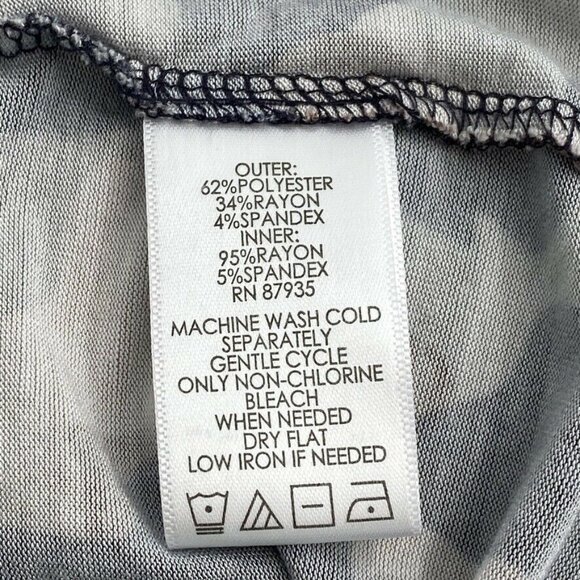 OUTER:
62%POLYESTER
34%RAYON
4%SPANDEX
INNER:
95%RAYON
5%SPANDEX
RN 87935
MACHINE WASH COLD
SEPARATELY
GENTLE CYCLE
ONLY NON-CHLORINE
BLEACH
WHEN NEEDED
DRY FLAT
LOW IRON IF NEEDED